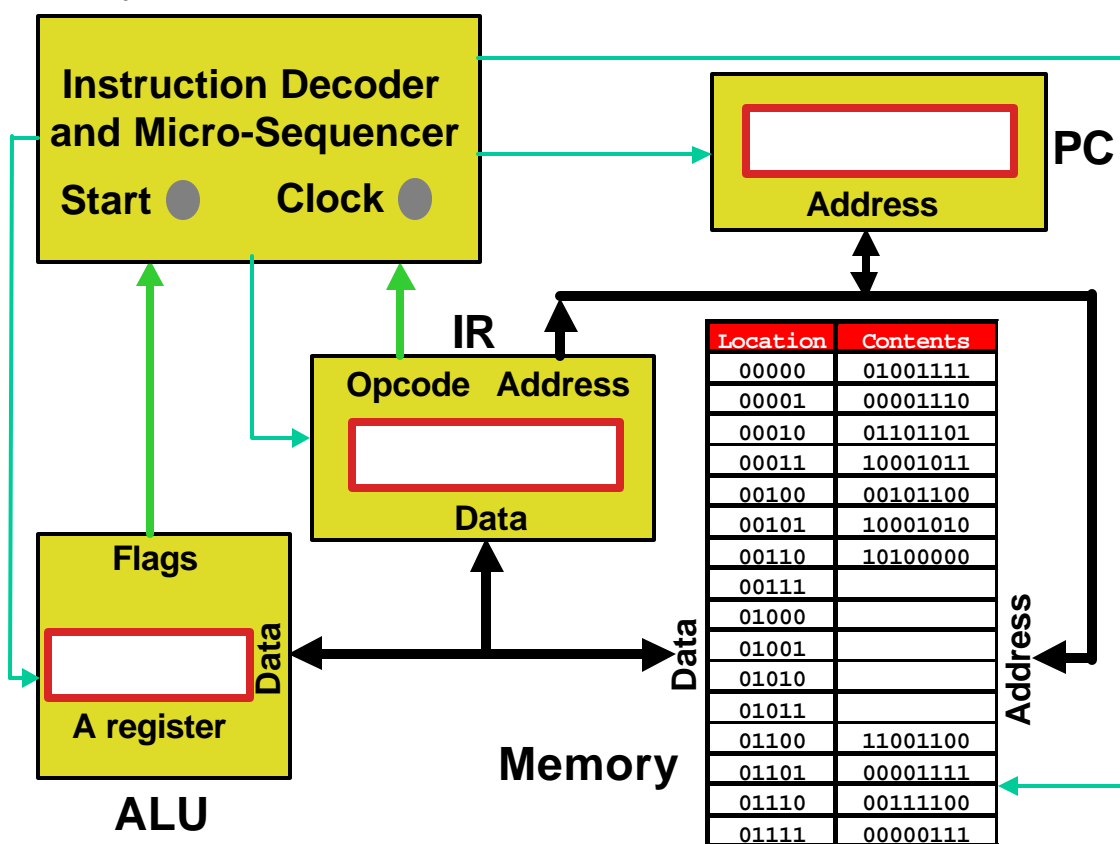 Instruction Decoder
and Micro-Sequencer
Start Clock
PC
Address
IR
Opcode Address
Data
Flags
Data
A register
ALU
Memory
Data
Address
Location Contents
00000 01001111
00001 00001110
00010 01101101
00011 10001011
00100 00101100
00101 10001010
00110 10100000
00111
01000
01001
01010
01011
01100 11001100
01101 00001111
01110 00111100
01111 00000111